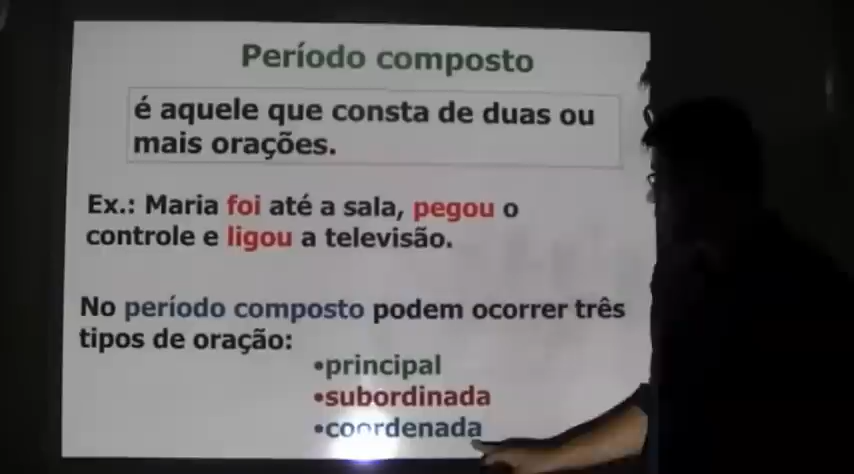 Período composto
é aquele que consta de duas ou
mais orações.
Ex.: Maria foi até a sala, pegou o
controle e ligou a televisão.
No período composto podem ocorrer três
tipos de oração:
•principal
•subordinada
•coordenada